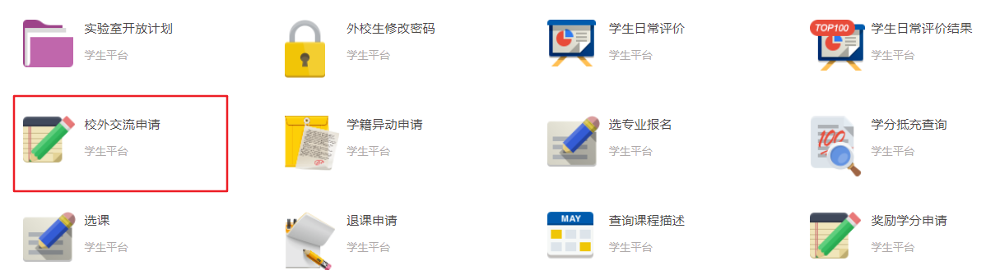 实验室开放计划
学生平台
外校生修改密码
学生平台
学生日常评价
学生平台
TOP100
学生日常评价结果
学生平台
校外交流申请
学生平台
学籍异动申请
学生平台
选专业报名
学生平台
100
学分抵充查询
学生平台
选课
学生平台
退课申请
学生平台
MAY
查询课程描述
学生平台
奖励学分申请
学生平台